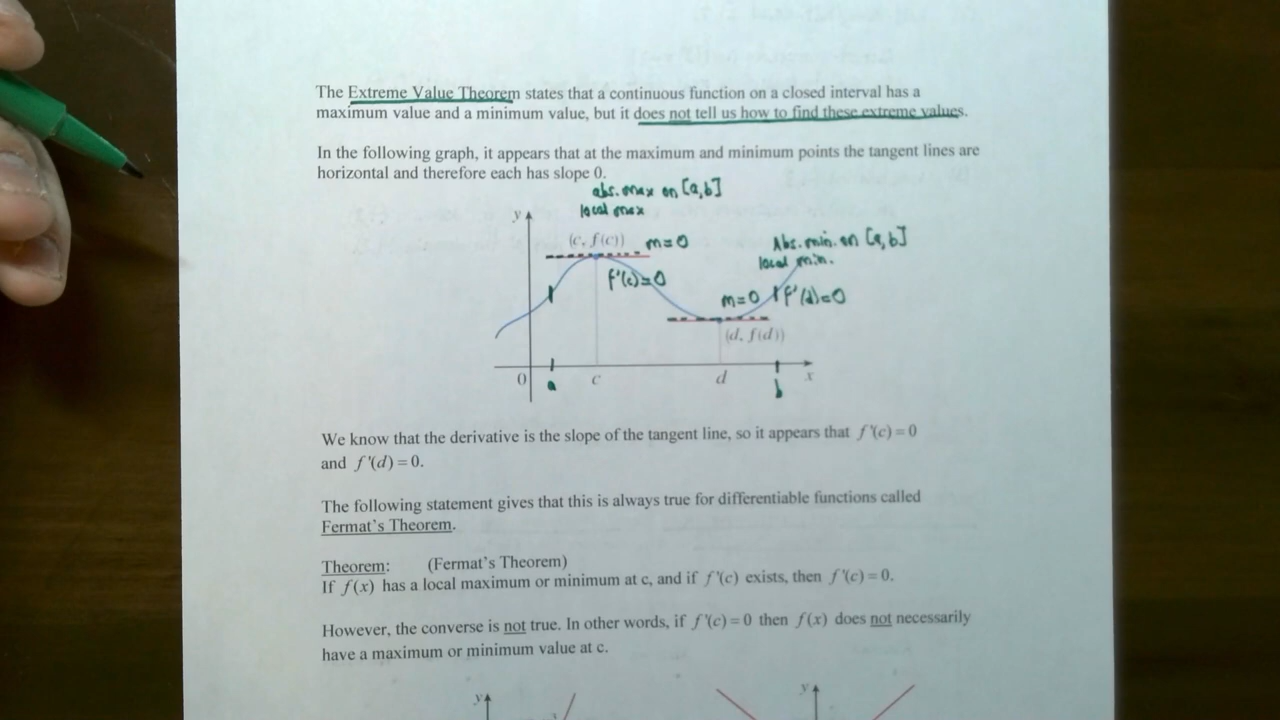 The Extreme Value Theorem states that a continuous function on a closed interval has a
maximum value and a minimum value, but it does not tell us how to find these extreme values.
In the following graph, it appears that at the maximum and minimum points the tangent lines are
horizontal and therefore each has slope 0.
abs. max on [a,b]
local max
y
(c, f(c))
m=0
Abs. min. on [a,b]
local min.
f'(c)=0
m=0
f'(d)=0
(d, f(d))
0
a
c
d
b
x
We know that the derivative is the slope of the tangent line, so it appears that f'(c)=0
and f'(d)=0.
The following statement gives that this is always true for differentiable functions called
Fermat's Theorem.
Theorem: (Fermat's Theorem)
If f(x) has a local maximum or minimum at c, and if f'(c) exists, then f'(c)=0.
However, the converse is not true. In other words, if f'(c)=0 then f(x) does not necessarily
have a maximum or minimum value at c.
y
y